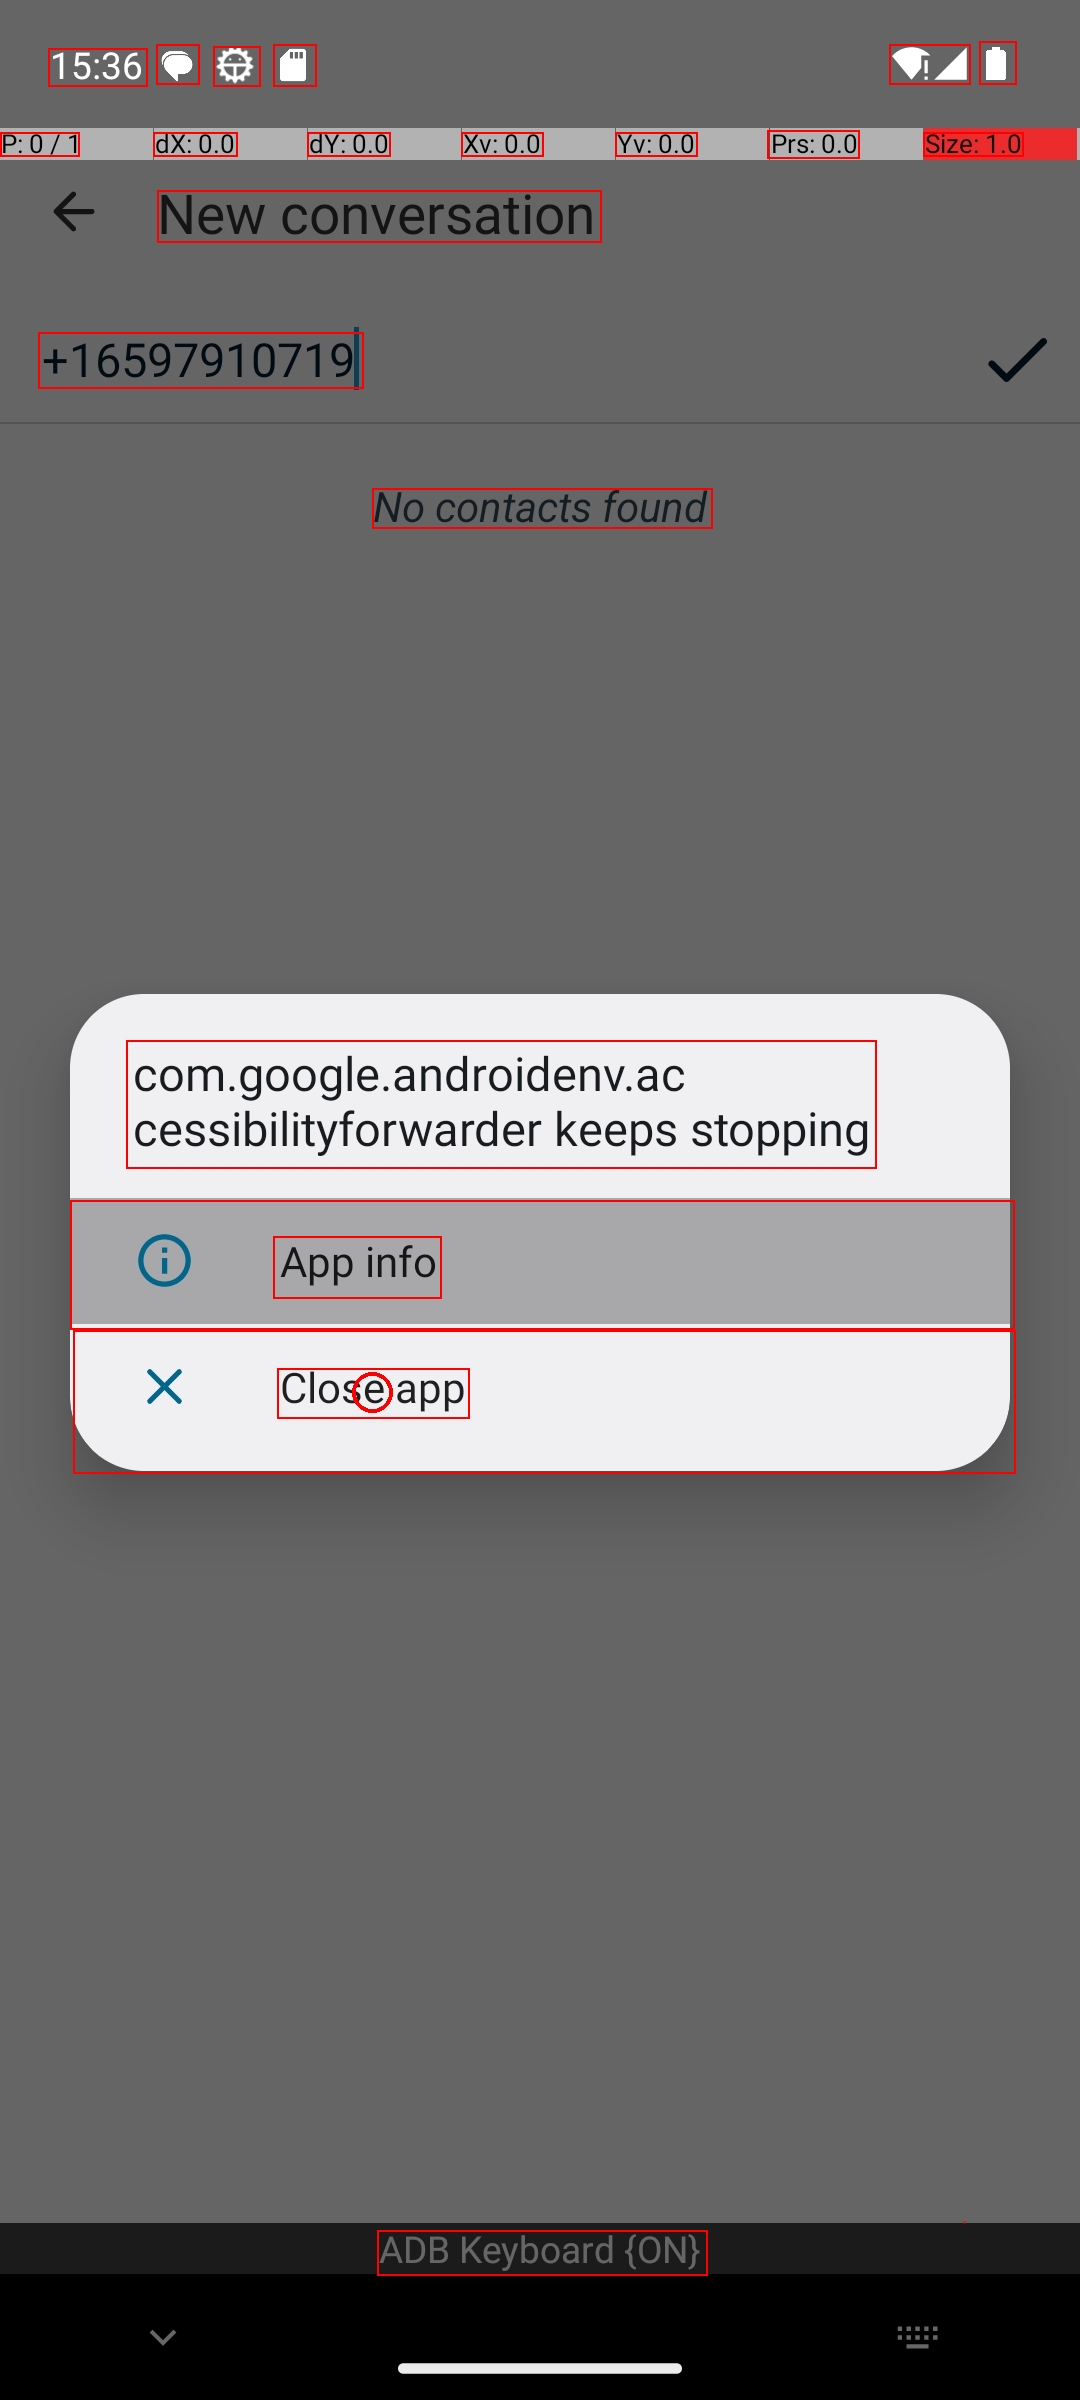 15:36
P: 0 / 1 dX: 0.0 dY: 0.0 Xv: 0.0 Yv: 0.0 Prs: 0.0 Size: 1.0
New conversation
+16597910719
No contacts found
com.google.androidenv.ac
cessibilityforwarder keeps stopping
App info
Close app
ADB Keyboard {ON}